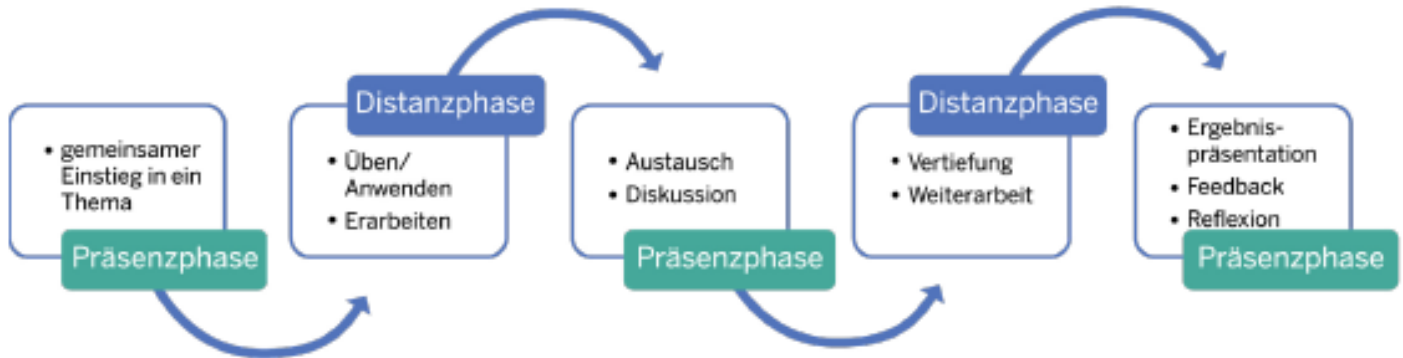 • gemeinsamer
Einstieg in ein
Thema
Präsenzphase
Distanzphase
• Üben/
Anwenden
• Erarbeiten
• Austausch
• Diskussion
Präsenzphase
Distanzphase
• Vertiefung
• Weiterarbeit
• Ergebnis-
präsentation
• Feedback
• Reflexion
Präsenzphase